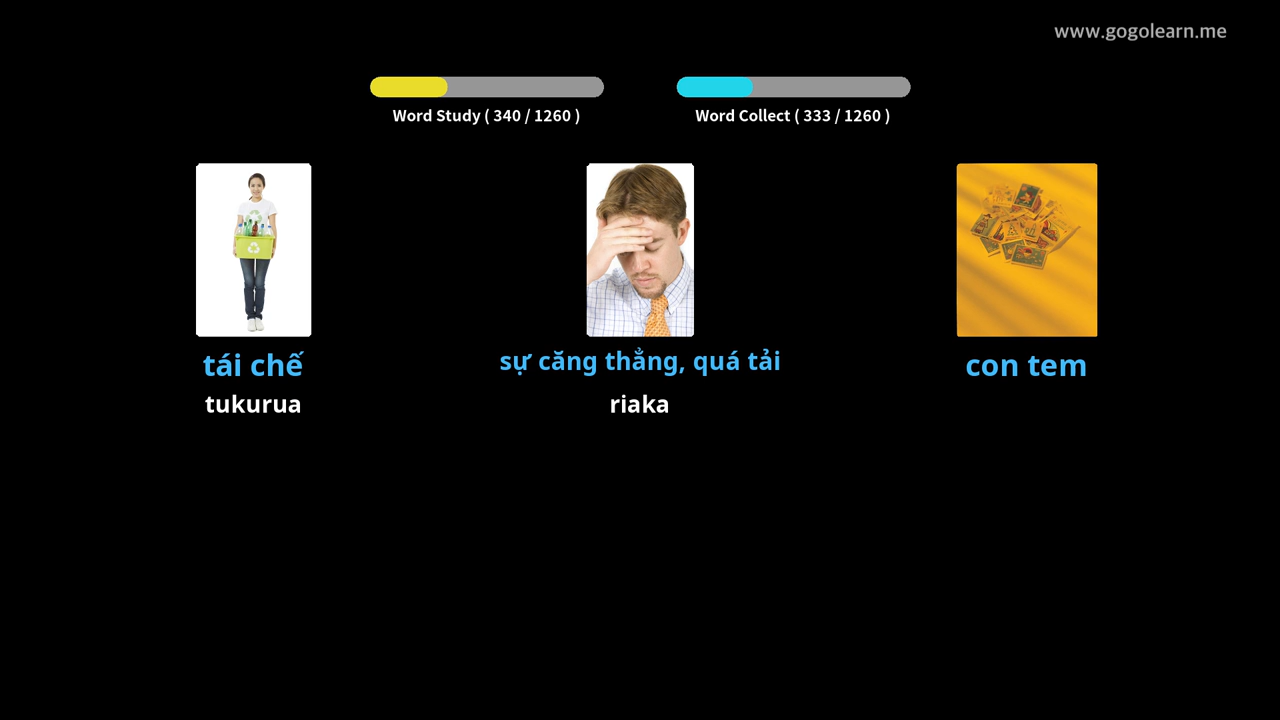 www.gogolearn.me
Word Study ( 340 / 1260 )
Word Collect ( 333 / 1260 )
tái chế
tukurua
sự căng thẳng, quá tải
riaka
con tem